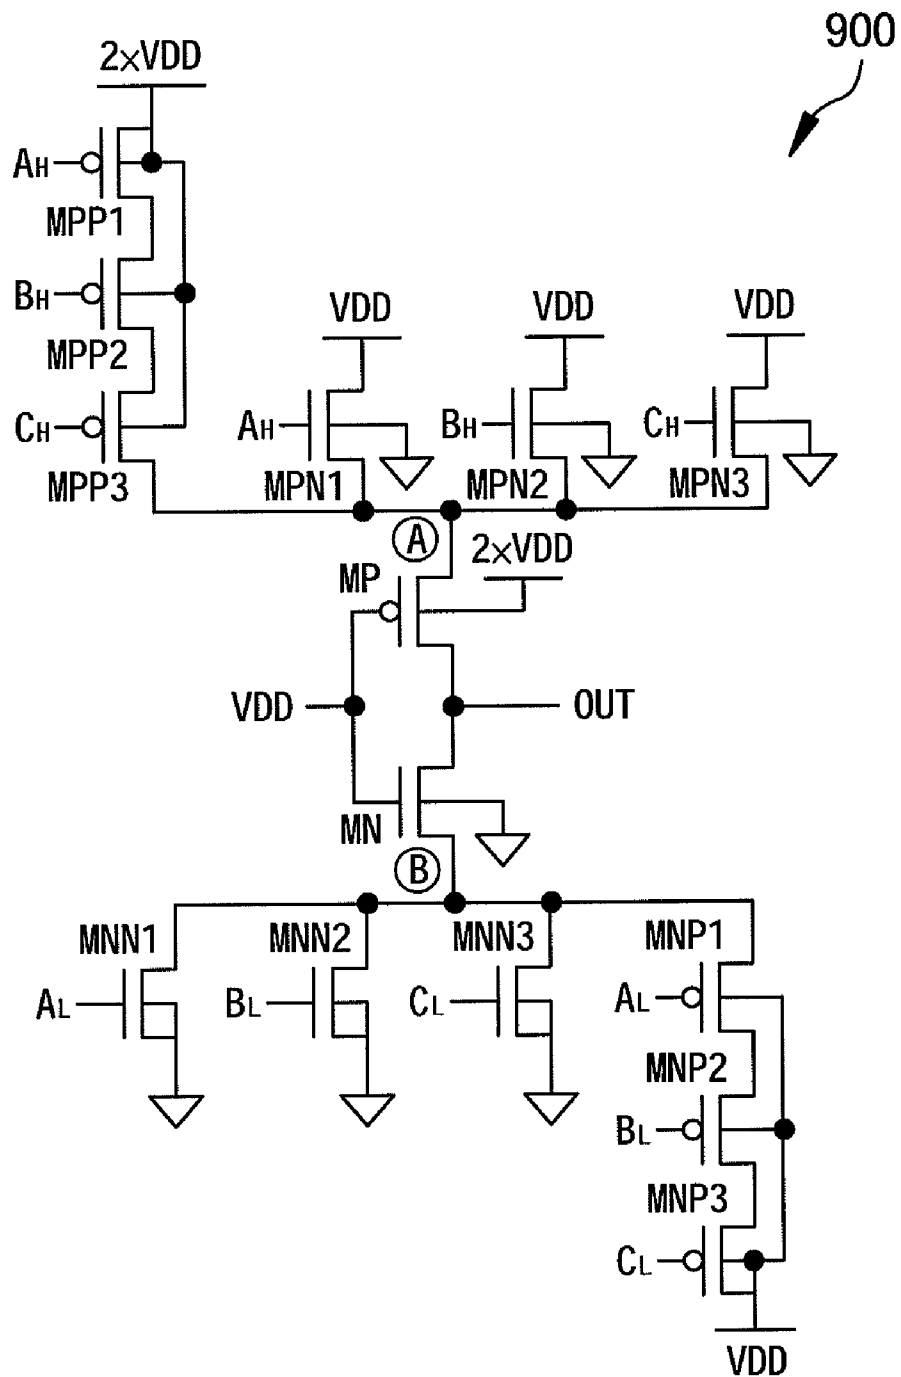 900
2×VDD
AH
MPP1
BH
MPP2
CH
MPP3
VDD
VDD
VDD
AH
BH
CH
MPN1
MPN2
MPN3
A
2×VDD
MP
VDD
OUT
MN
B
MNN1
MNN2
MNN3
MNP1
AL
BL
CL
AL
MNP2
BL
MNP3
CL
VDD